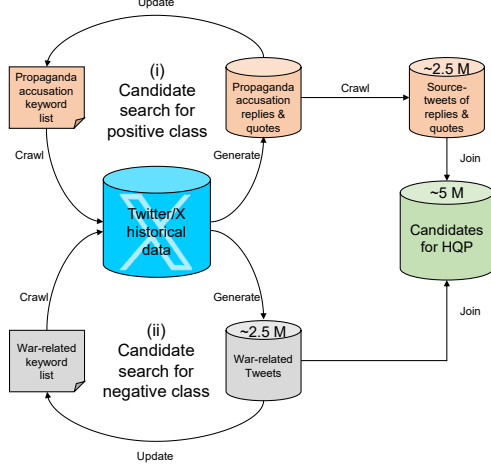 Update
Propaganda
accusation
keyword
list
(i)
Candidate
search for
positive class
Propaganda
accusation
replies &
quotes
Crawl
~2.5 M
Source-
tweets of
replies &
quotes
Crawl
Generate
Join
Twitter/X
historical
data
~5 M
Candidates
for HQP
Crawl
Generate
Join
War-related
keyword
list
(ii)
Candidate
search for
negative class
~2.5 M
War-related
Tweets
Update